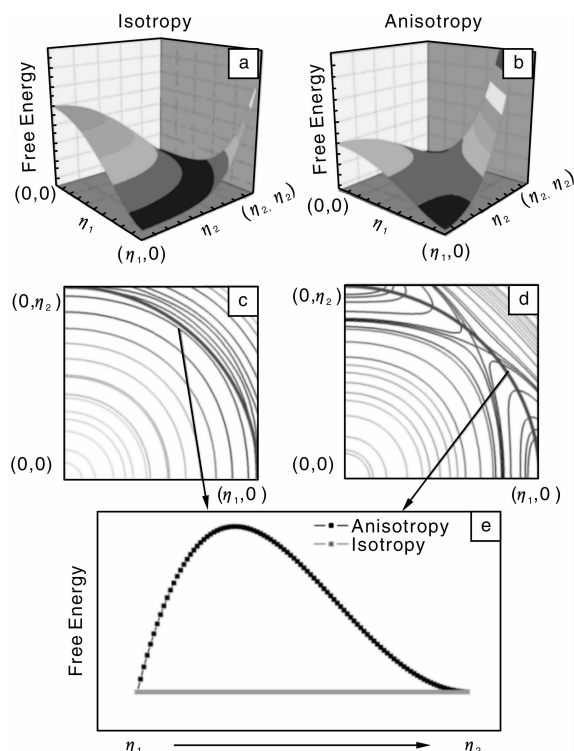 Isotropy
Anisotropy
a
b
Free Energy
Free Energy
(0,0)
η1
(η1,0)
η2
(η2, η2)
(0,0)
η1
(η1,0)
η2
(η2, η2)
c
d
(0,η2)
(0,0)
(η1,0)
(0,η2)
(0,0)
(η1,0)
e
Anisotropy
Isotropy
Free Energy
η1
η2